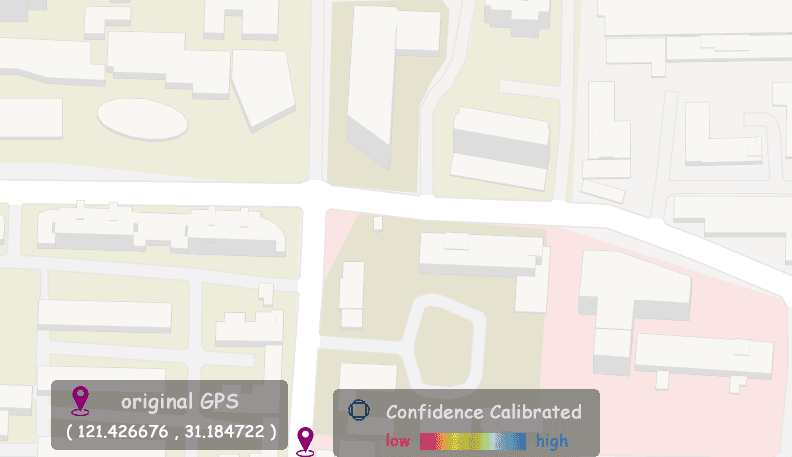 original GPS
( 121.426676 , 31.184722 )
Confidence Calibrated
low high